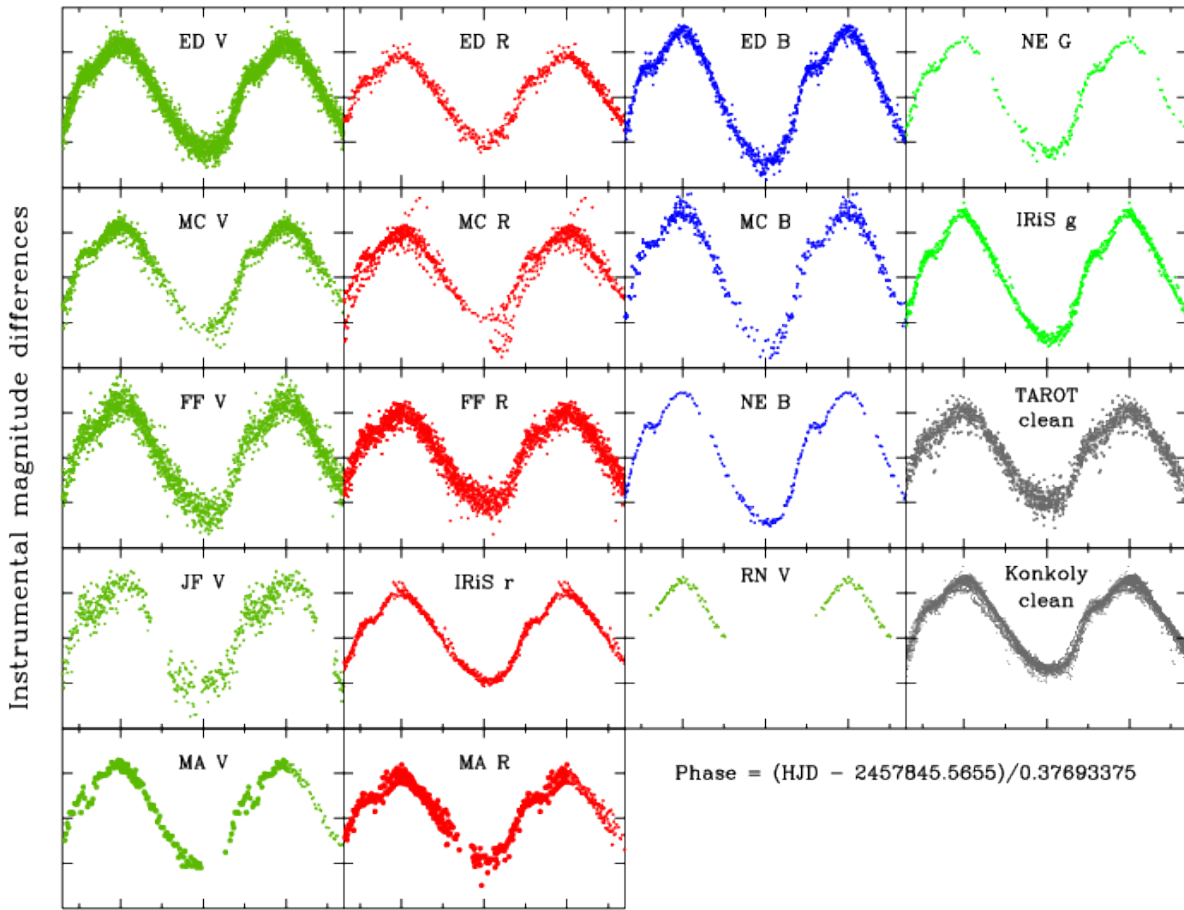 Instrumental magnitude differences
ED V
ED R
ED B
NE G
MC V
MC R
MC B
IRiS g
FF V
FF R
NE B
TAROT
clean
JF V
IRiS r
RN V
Konkoly
clean
MA V
MA R
Phase = (HJD - 2457845.5655)/0.37693375